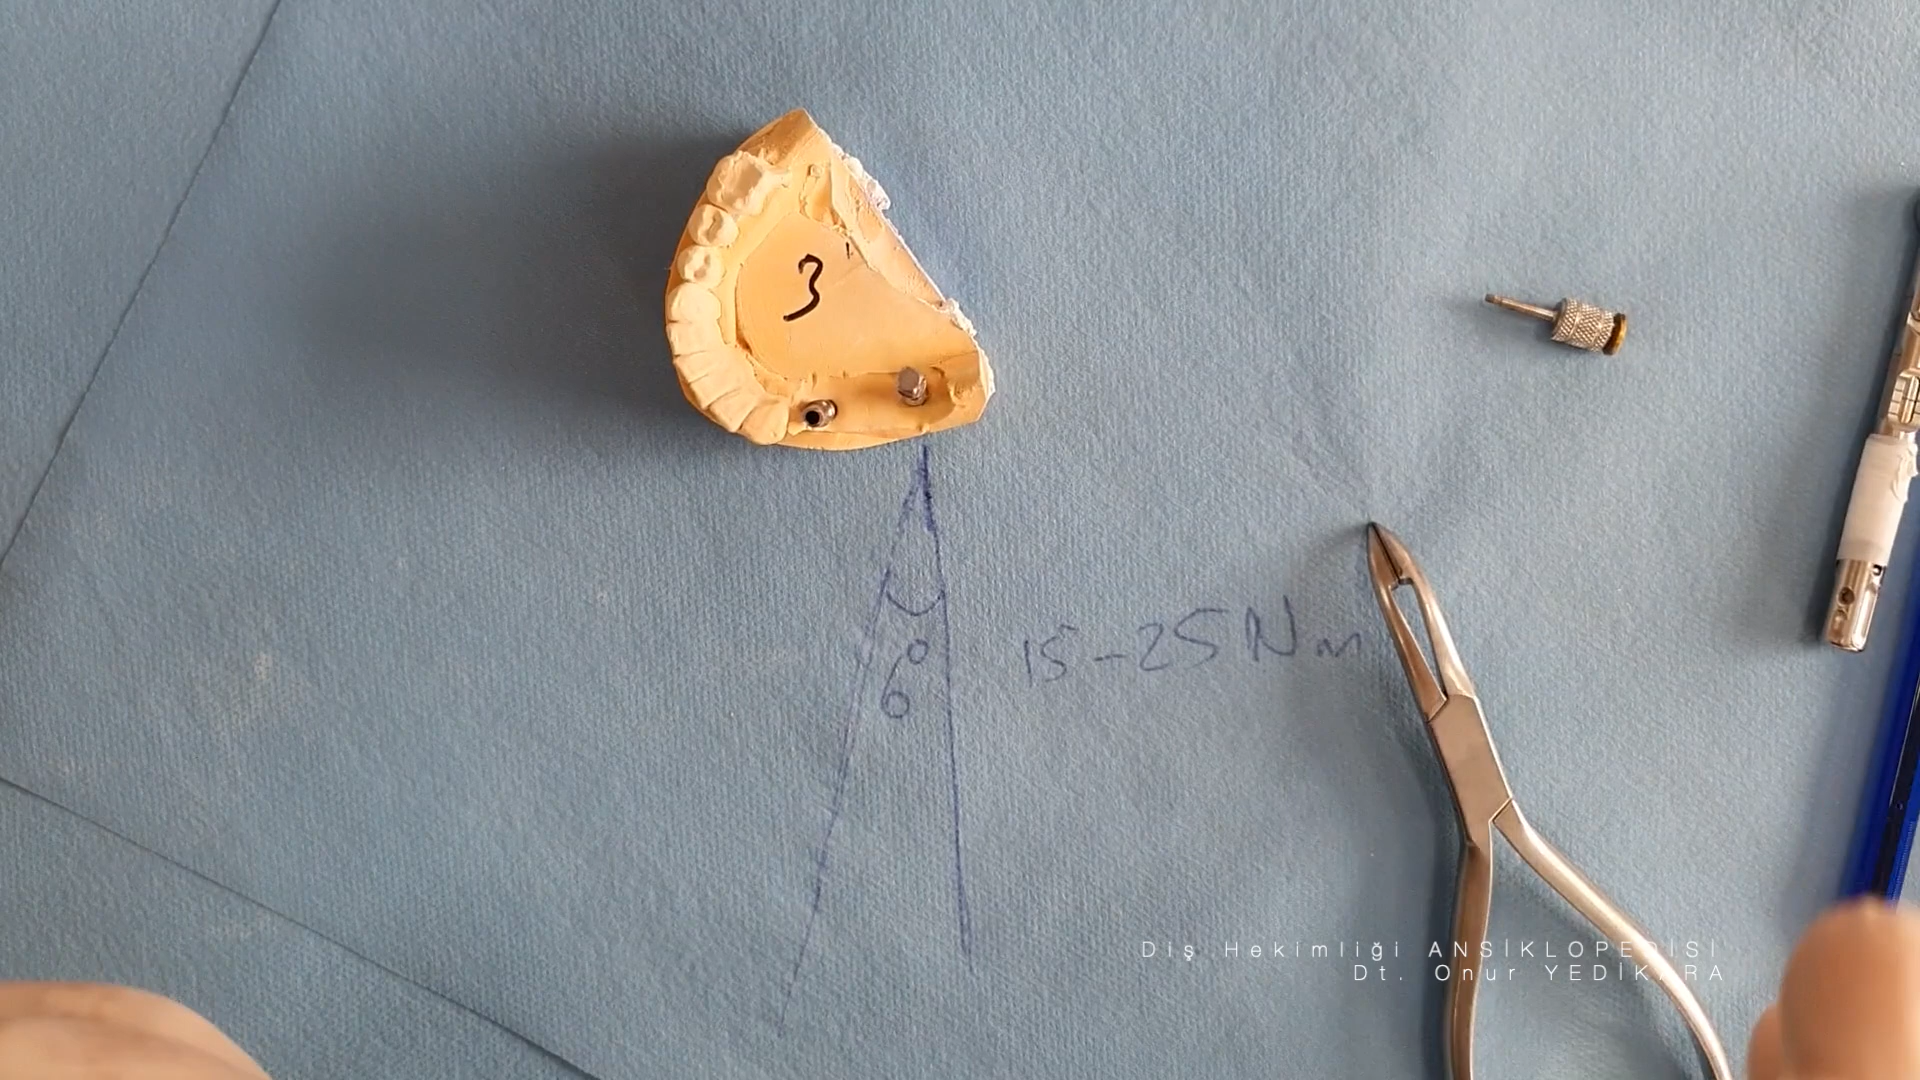 3
15-25 Nm
6°
Diş Hekimliği ANSİKLOPEDİSİ
Dt. Onur YEDİKARA